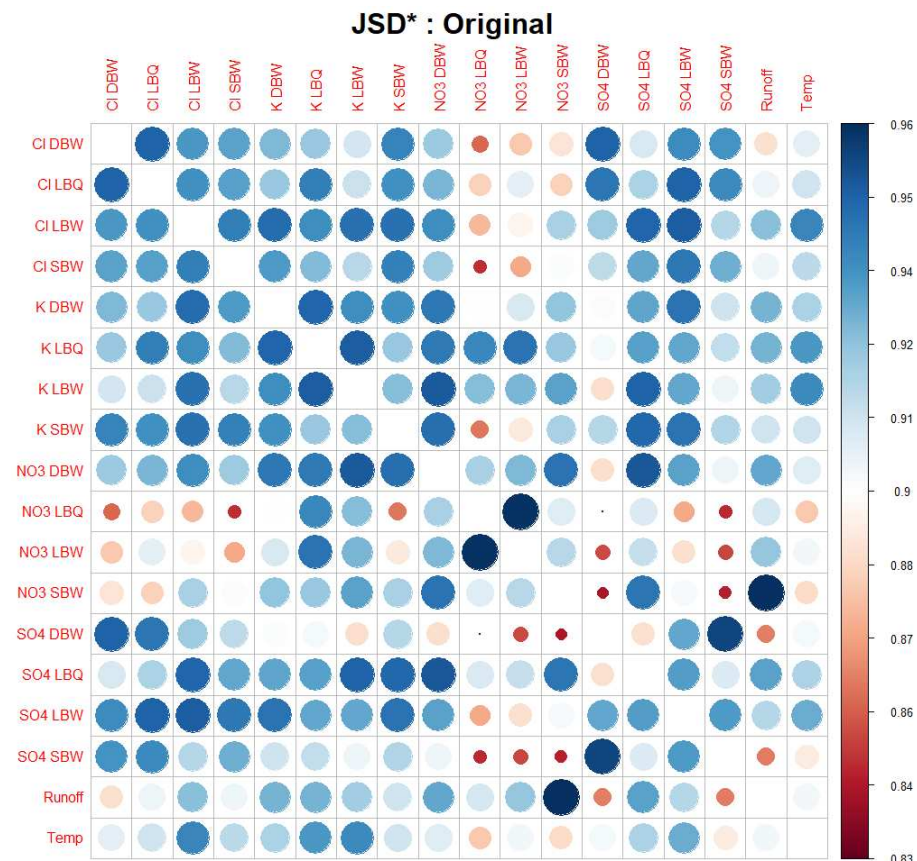 JSD* : Original
Cl DBW
Cl LBQ
Cl LBW
Cl SBW
K DBW
K LBQ
K LBW
K SBW
NO3 DBW
NO3 LBQ
NO3 LBW
NO3 SBW
SO4 DBW
SO4 LBQ
SO4 LBW
SO4 SBW
Runoff
Temp
Cl DBW
Cl LBQ
Cl LBW
Cl SBW
K DBW
K LBQ
K LBW
K SBW
NO3 DBW
NO3 LBQ
NO3 LBW
NO3 SBW
SO4 DBW
SO4 LBQ
SO4 LBW
SO4 SBW
Runoff
Temp
0.96
0.95
0.94
0.92
0.91
0.9
0.88
0.87
0.86
0.84
0.83